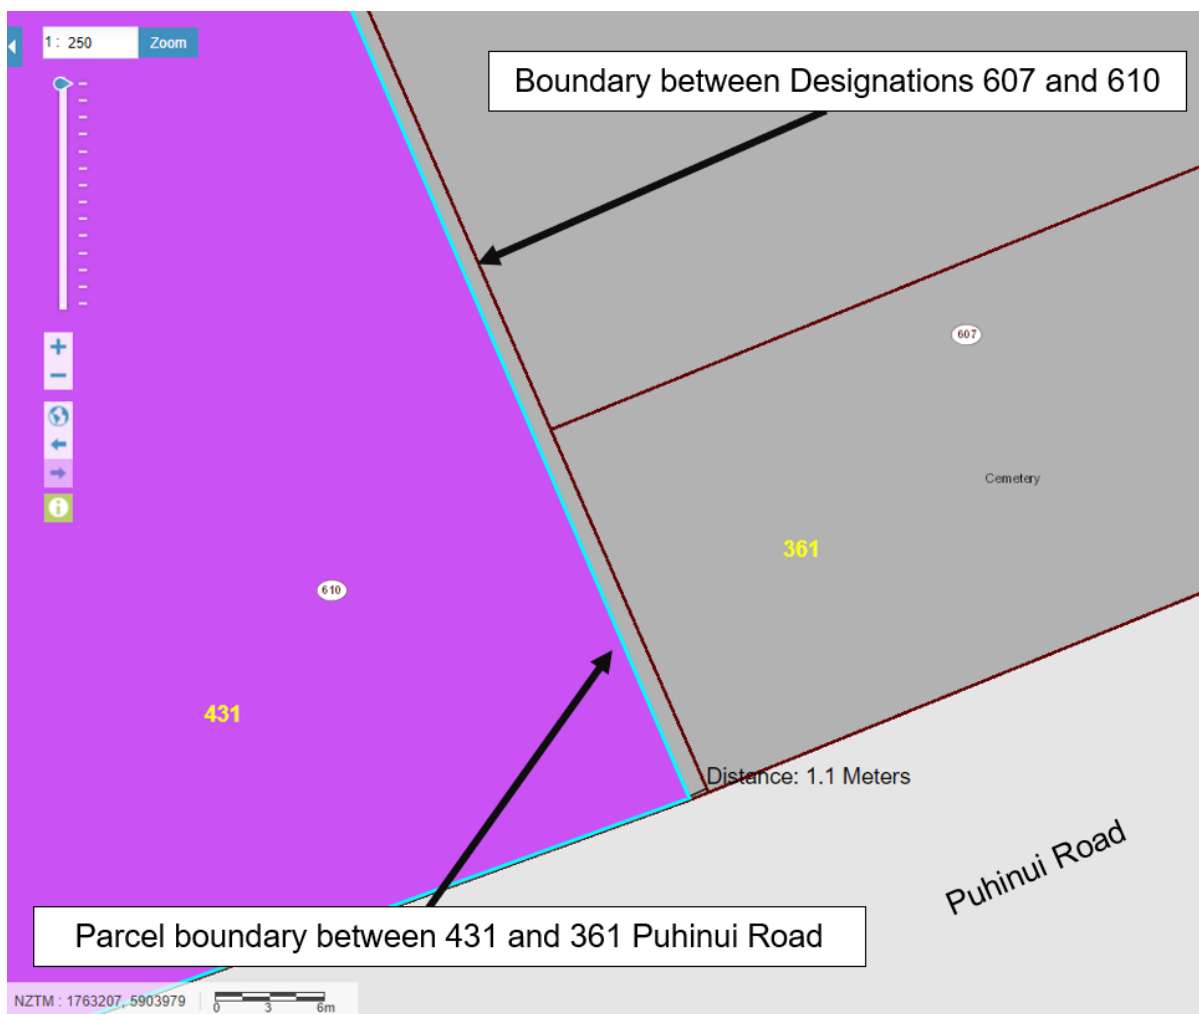 1 : 250 Zoom
Boundary between Designations 607 and 610
607
Cemetery
361
610
431
Distance: 1.1 Meters
Puhinui Road
Parcel boundary between 431 and 361 Puhinui Road
NZTM : 1763207, 5903979
0 3 6m